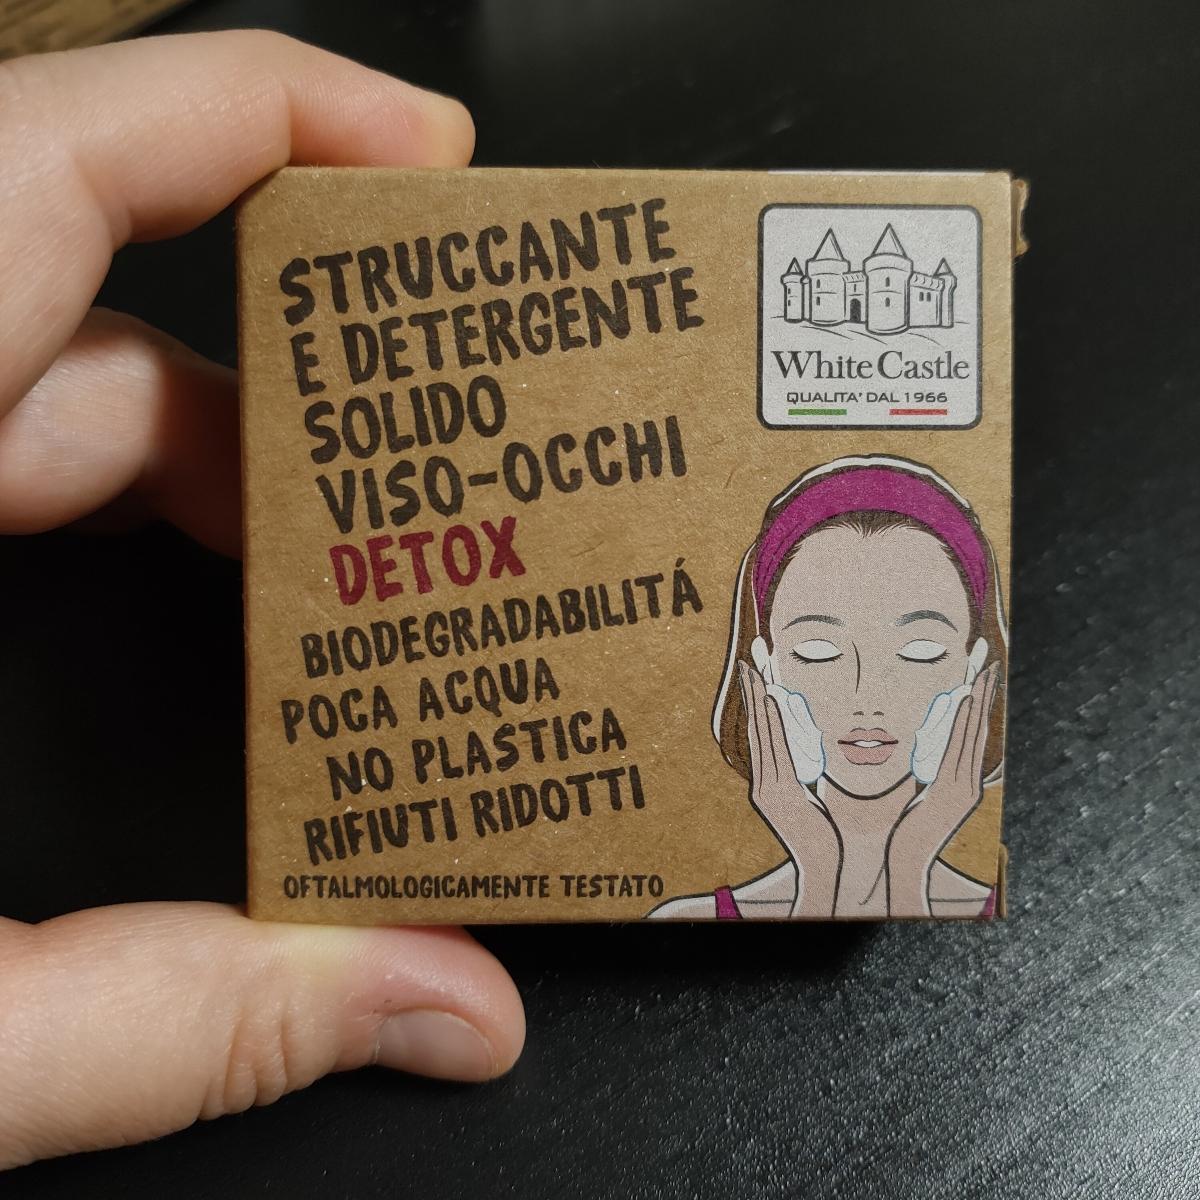 STRUCCANTE
E DETERGENTE
SOLIDO
VISO-OCCHI
DETOX
BIODEGRADABILITÁ
POCA ACQUA
NO PLASTICA
RIFIUTI RIDOTTI
OFTALMOLOGICAMENTE TESTATO
White Castle
QUALITA' DAL 1966